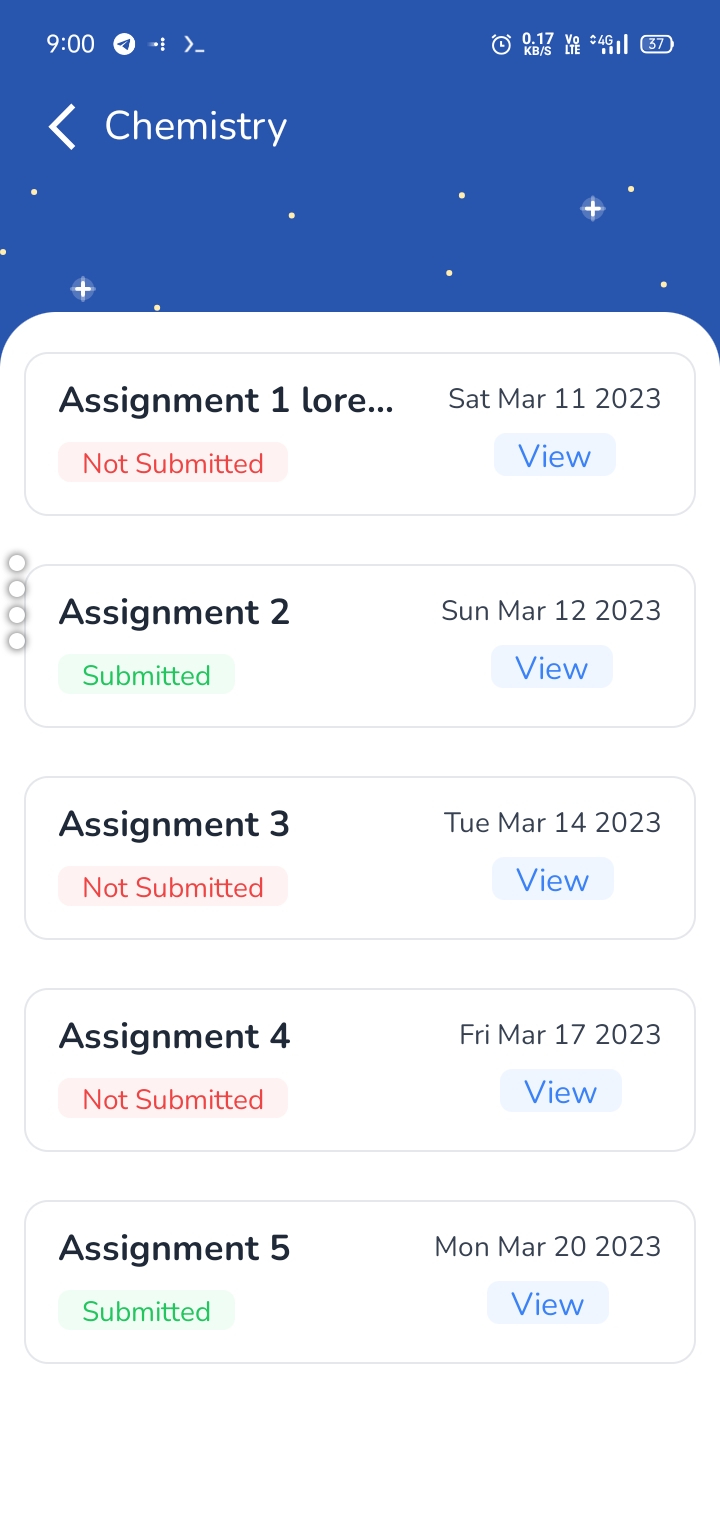 9:00 0.17 KB/S Vo LTE 4G 37
Chemistry
Assignment 1 lore... Sat Mar 11 2023
Not Submitted View
Assignment 2 Sun Mar 12 2023
Submitted View
Assignment 3 Tue Mar 14 2023
Not Submitted View
Assignment 4 Fri Mar 17 2023
Not Submitted View
Assignment 5 Mon Mar 20 2023
Submitted View